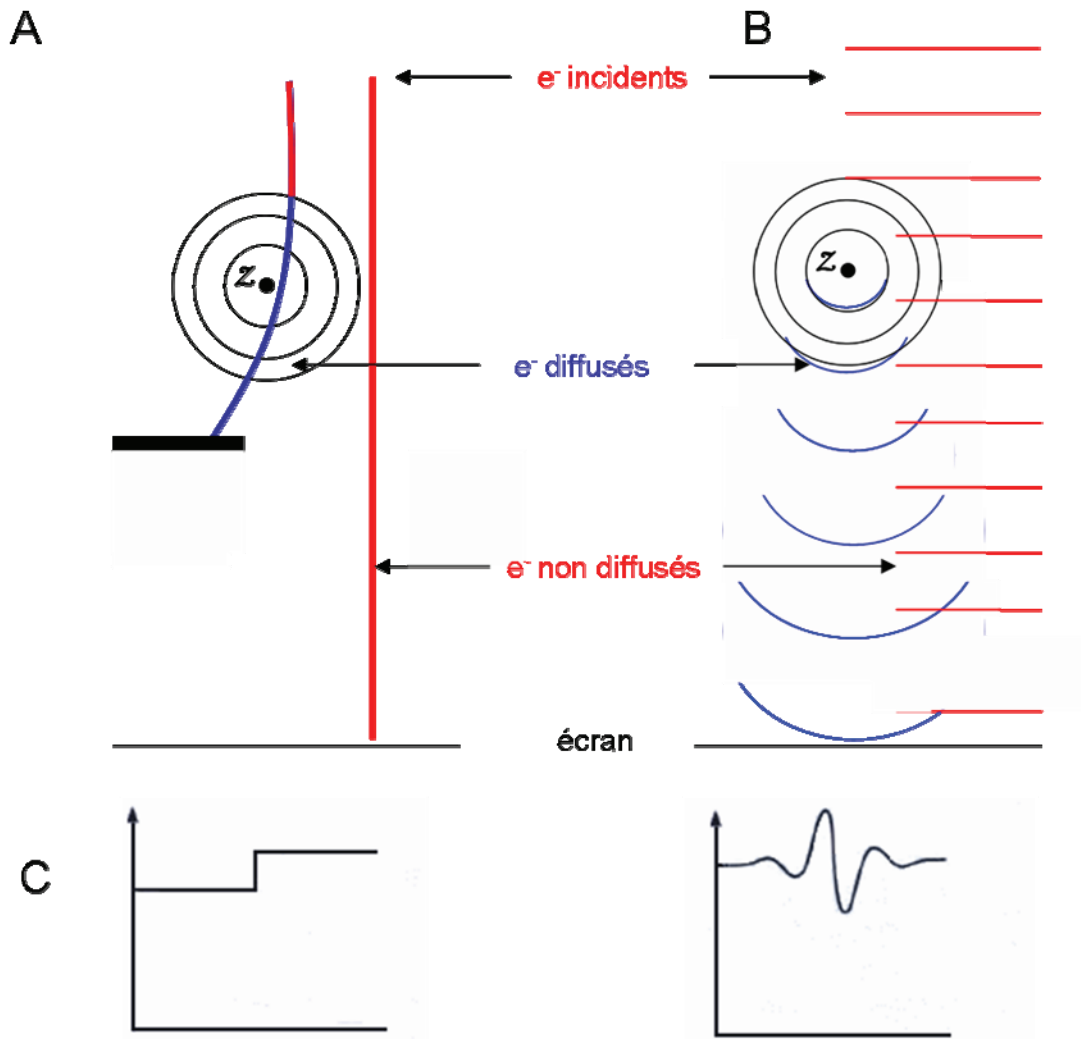 A
B
e⁻ incidents
Z
Z
e⁻ diffusés
e⁻ non diffusés
écran
C